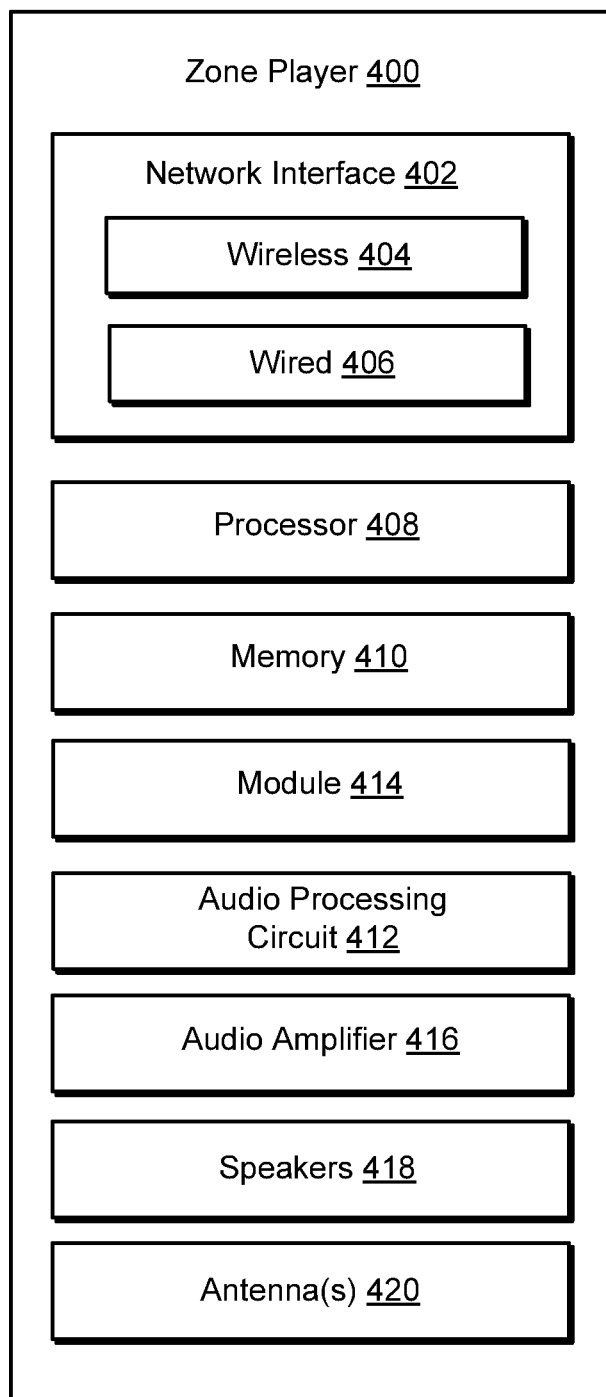 Zone Player 400
Network Interface 402
Wireless 404
Wired 406
Processor 408
Memory 410
Module 414
Audio Processing
Circuit 412
Audio Amplifier 416
Speakers 418
Antenna(s) 420